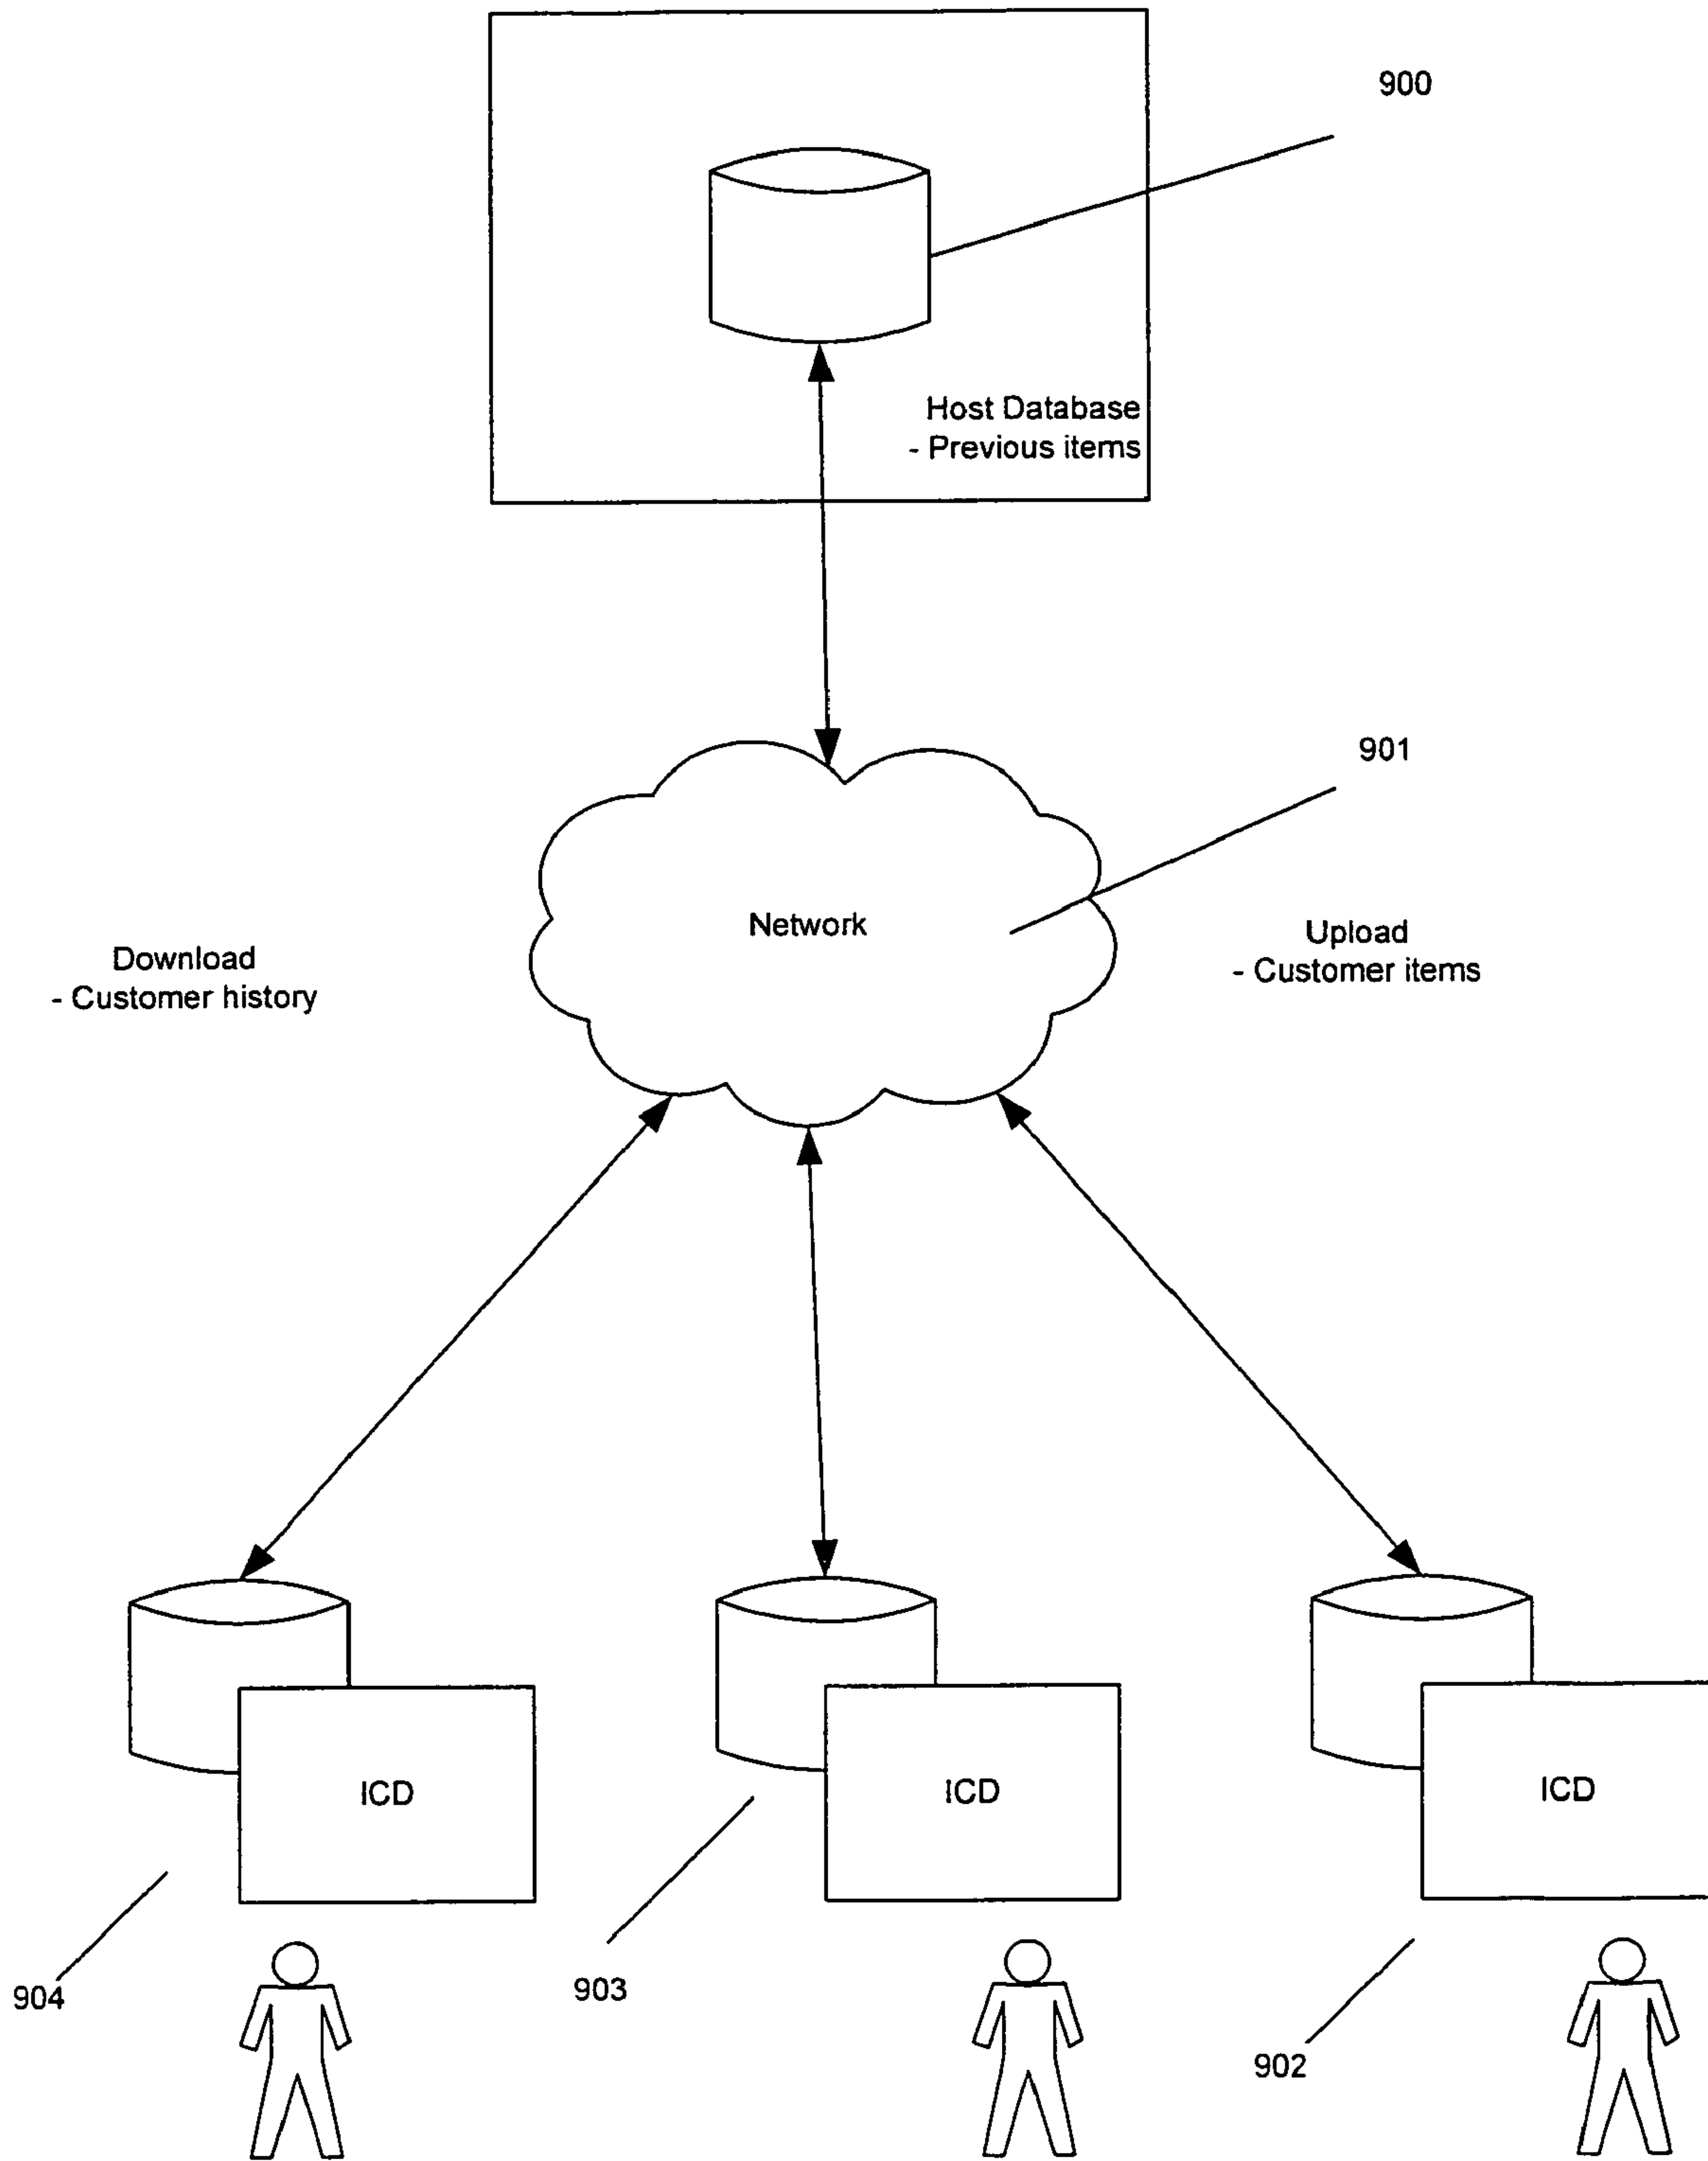 900
Host Database
- Previous items
901
Network
Download
- Customer history
Upload
- Customer items
ICD
ICD
ICD
904
903
902